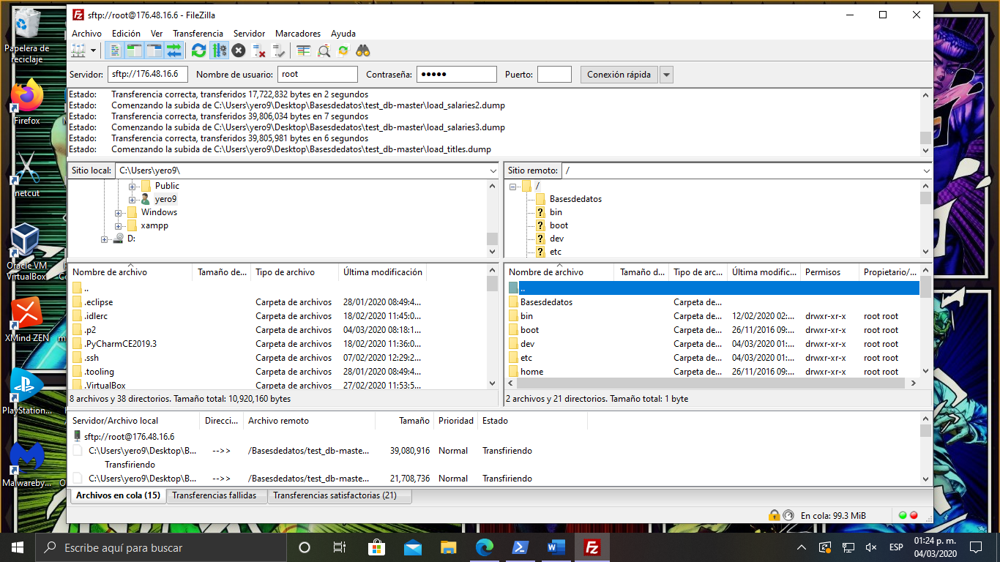 sftp://root@176.48.16.6 - FileZilla
Archivo Edición Ver Transferencia Servidor Marcadores Ayuda
Servidor: sftp://176.48.16.6 Nombre de usuario: root Contraseña: ●●●●● Puerto: Conexión rápida
Estado: Transferencia correcta, transferidos 17,722,832 bytes en 2 segundos
Estado: Comenzando la subida de C:\Users\yero9\Desktop\Basesdedatos\test_db-master\load_salaries2.dump
Estado: Transferencia correcta, transferidos 39,806,034 bytes en 7 segundos
Estado: Comenzando la subida de C:\Users\yero9\Desktop\Basesdedatos\test_db-master\load_salaries3.dump
Estado: Transferencia correcta, transferidos 39,805,981 bytes en 6 segundos
Estado: Comenzando la subida de C:\Users\yero9\Desktop\Basesdedatos\test_db-master\load_titles.dump
Sitio local: C:\Users\yero9\
Public
yero9
Windows
xampp
D:
Sitio remoto: /
/
Basesdedatos
bin
boot
dev
etc
Nombre de archivo Tamaño de... Tipo de archivo Última modificación
..
.eclipse Carpeta de archivos 28/01/2020 08:49:4...
.idlerc Carpeta de archivos 18/02/2020 11:45:0...
.p2 Carpeta de archivos 04/03/2020 08:18:1...
.PyCharmCE2019.3 Carpeta de archivos 18/02/2020 11:36:0...
.ssh Carpeta de archivos 07/02/2020 12:29:2...
.tooling Carpeta de archivos 28/01/2020 08:49:4...
.VirtualBox Carpeta de archivos 27/02/2020 11:53:5...
8 archivos y 38 directorios. Tamaño total: 10,920,160 bytes
Nombre de archivo Tamaño d... Tipo de arc... Última modific... Permisos Propietario/...
..
Basesdedatos Carpeta de...
bin Carpeta de... 12/02/2020 02:... drwxr-xr-x root root
boot Carpeta de... 26/11/2016 09:... drwxr-xr-x root root
dev Carpeta de... 04/03/2020 01:... drwxr-xr-x root root
etc Carpeta de... 04/03/2020 01:... drwxr-xr-x root root
home Carpeta de... 26/11/2016 09:... drwxr-xr-x root root
2 archivos y 21 directorios. Tamaño total: 1 byte
Servidor/Archivo local Direcci... Archivo remoto Tamaño Prioridad Estado
sftp://root@176.48.16.6
C:\Users\yero9\Desktop\B... -->> /Basesdedatos/test_db-maste... 39,080,916 Normal Transfiriendo
Transfiriendo
C:\Users\yero9\Desktop\B... -->> /Basesdedatos/test_db-maste... 21,708,736 Normal Transfiriendo
Archivos en cola (15) Transferencias fallidas Transferencias satisfactorias (21)
En cola: 99.3 MiB
Papelera de
reciclaje
Firefox
netcut
Oracle VM
VirtualBox
XMind ZEN
PlayStation...
Malwareby...
Escribe aquí para buscar
ESP
01:24 p. m.
04/03/2020